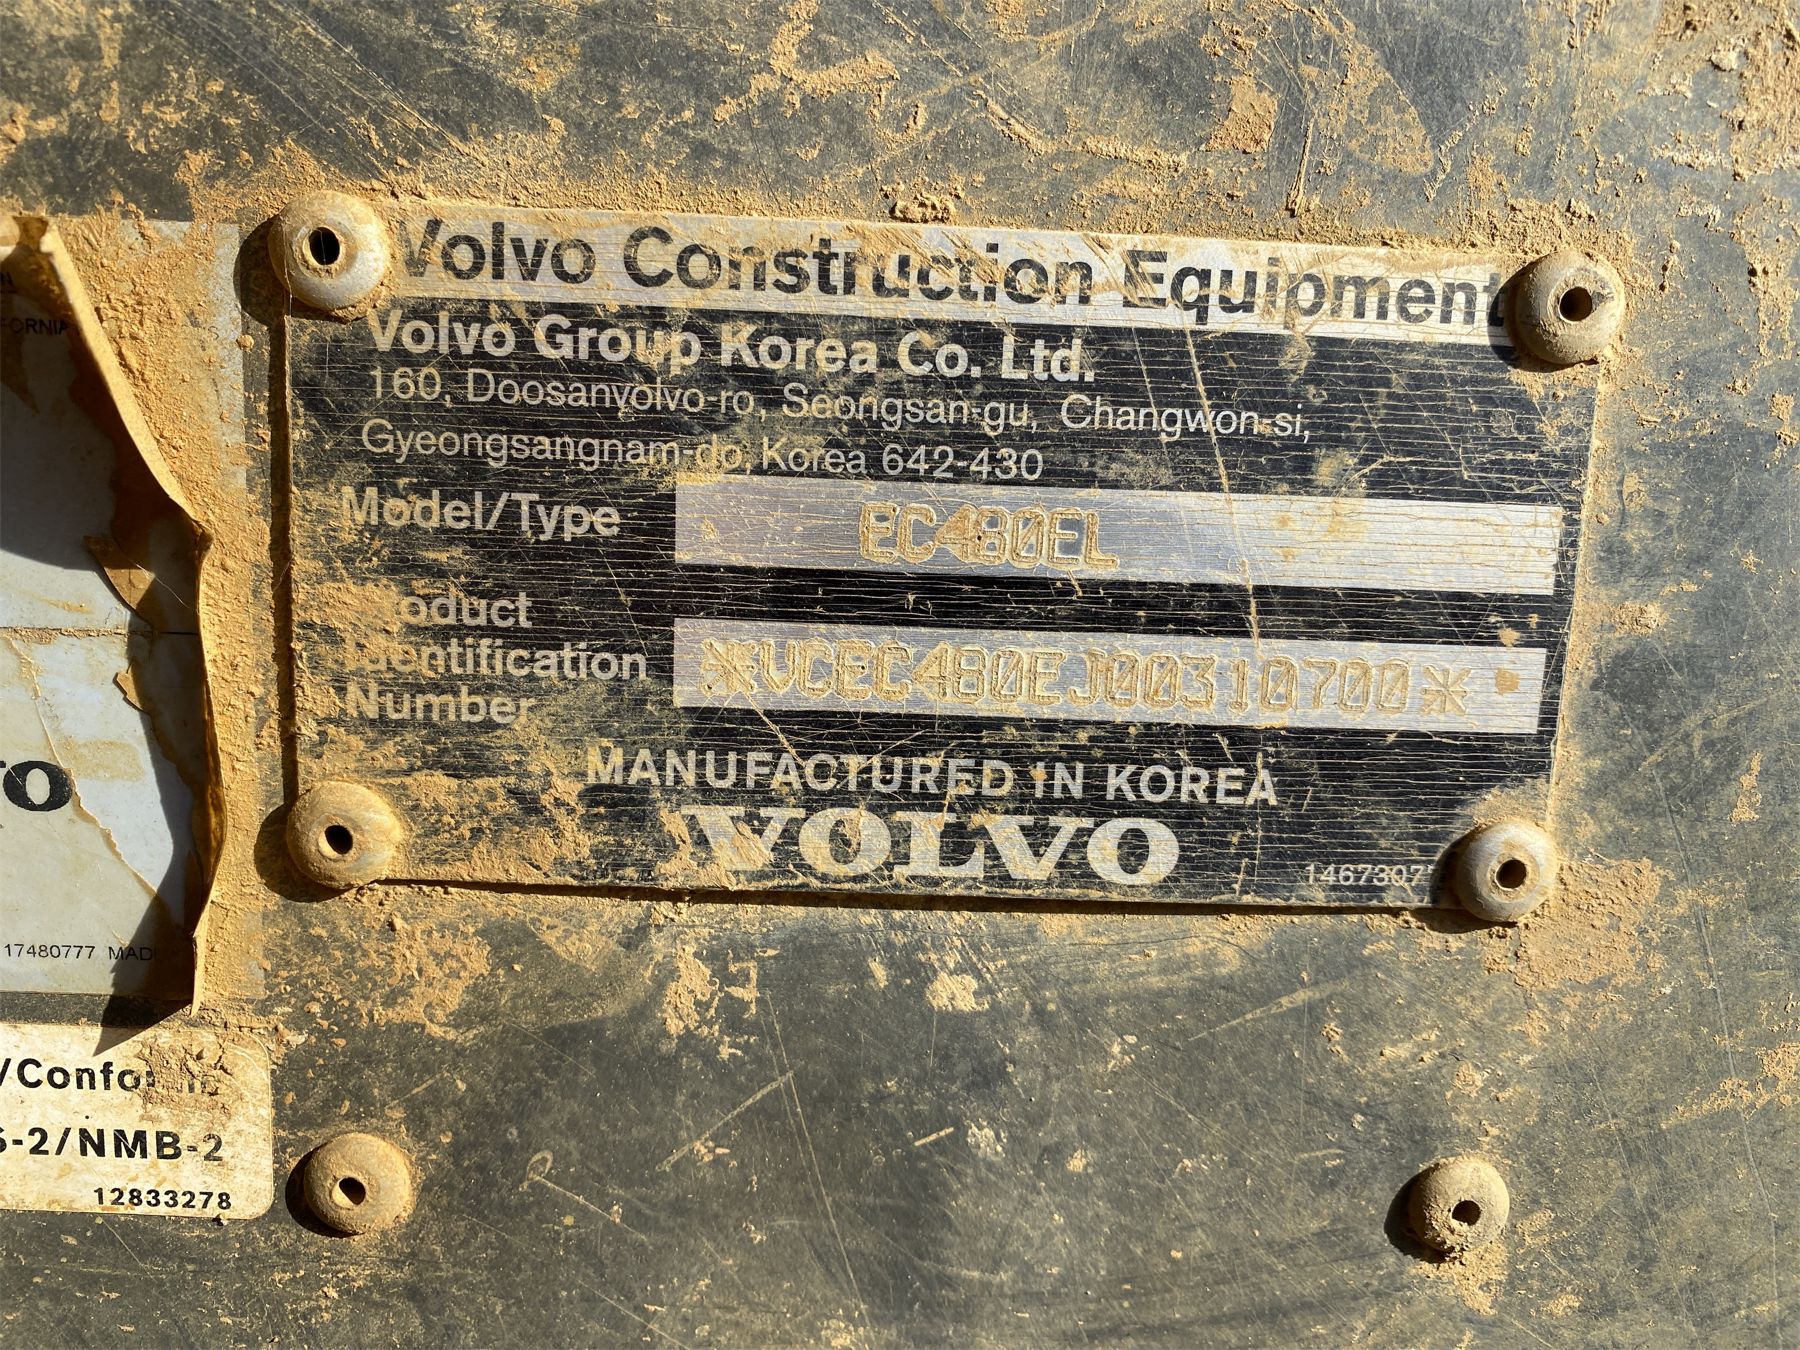 Volvo Construction Equipment
Volvo Group Korea Co. Ltd.
160, Doosanvolvo-ro, Seongsan-gu, Changwon-si,
Gyeongsangnam-do, Korea 642-430
Model/Type EC480EL
Product
Identification
Number
*VCEC480EJ00310700*
MANUFACTURED IN KOREA
VOLVO
1467307
17480777 MADE
-2/NMB-2
12833278